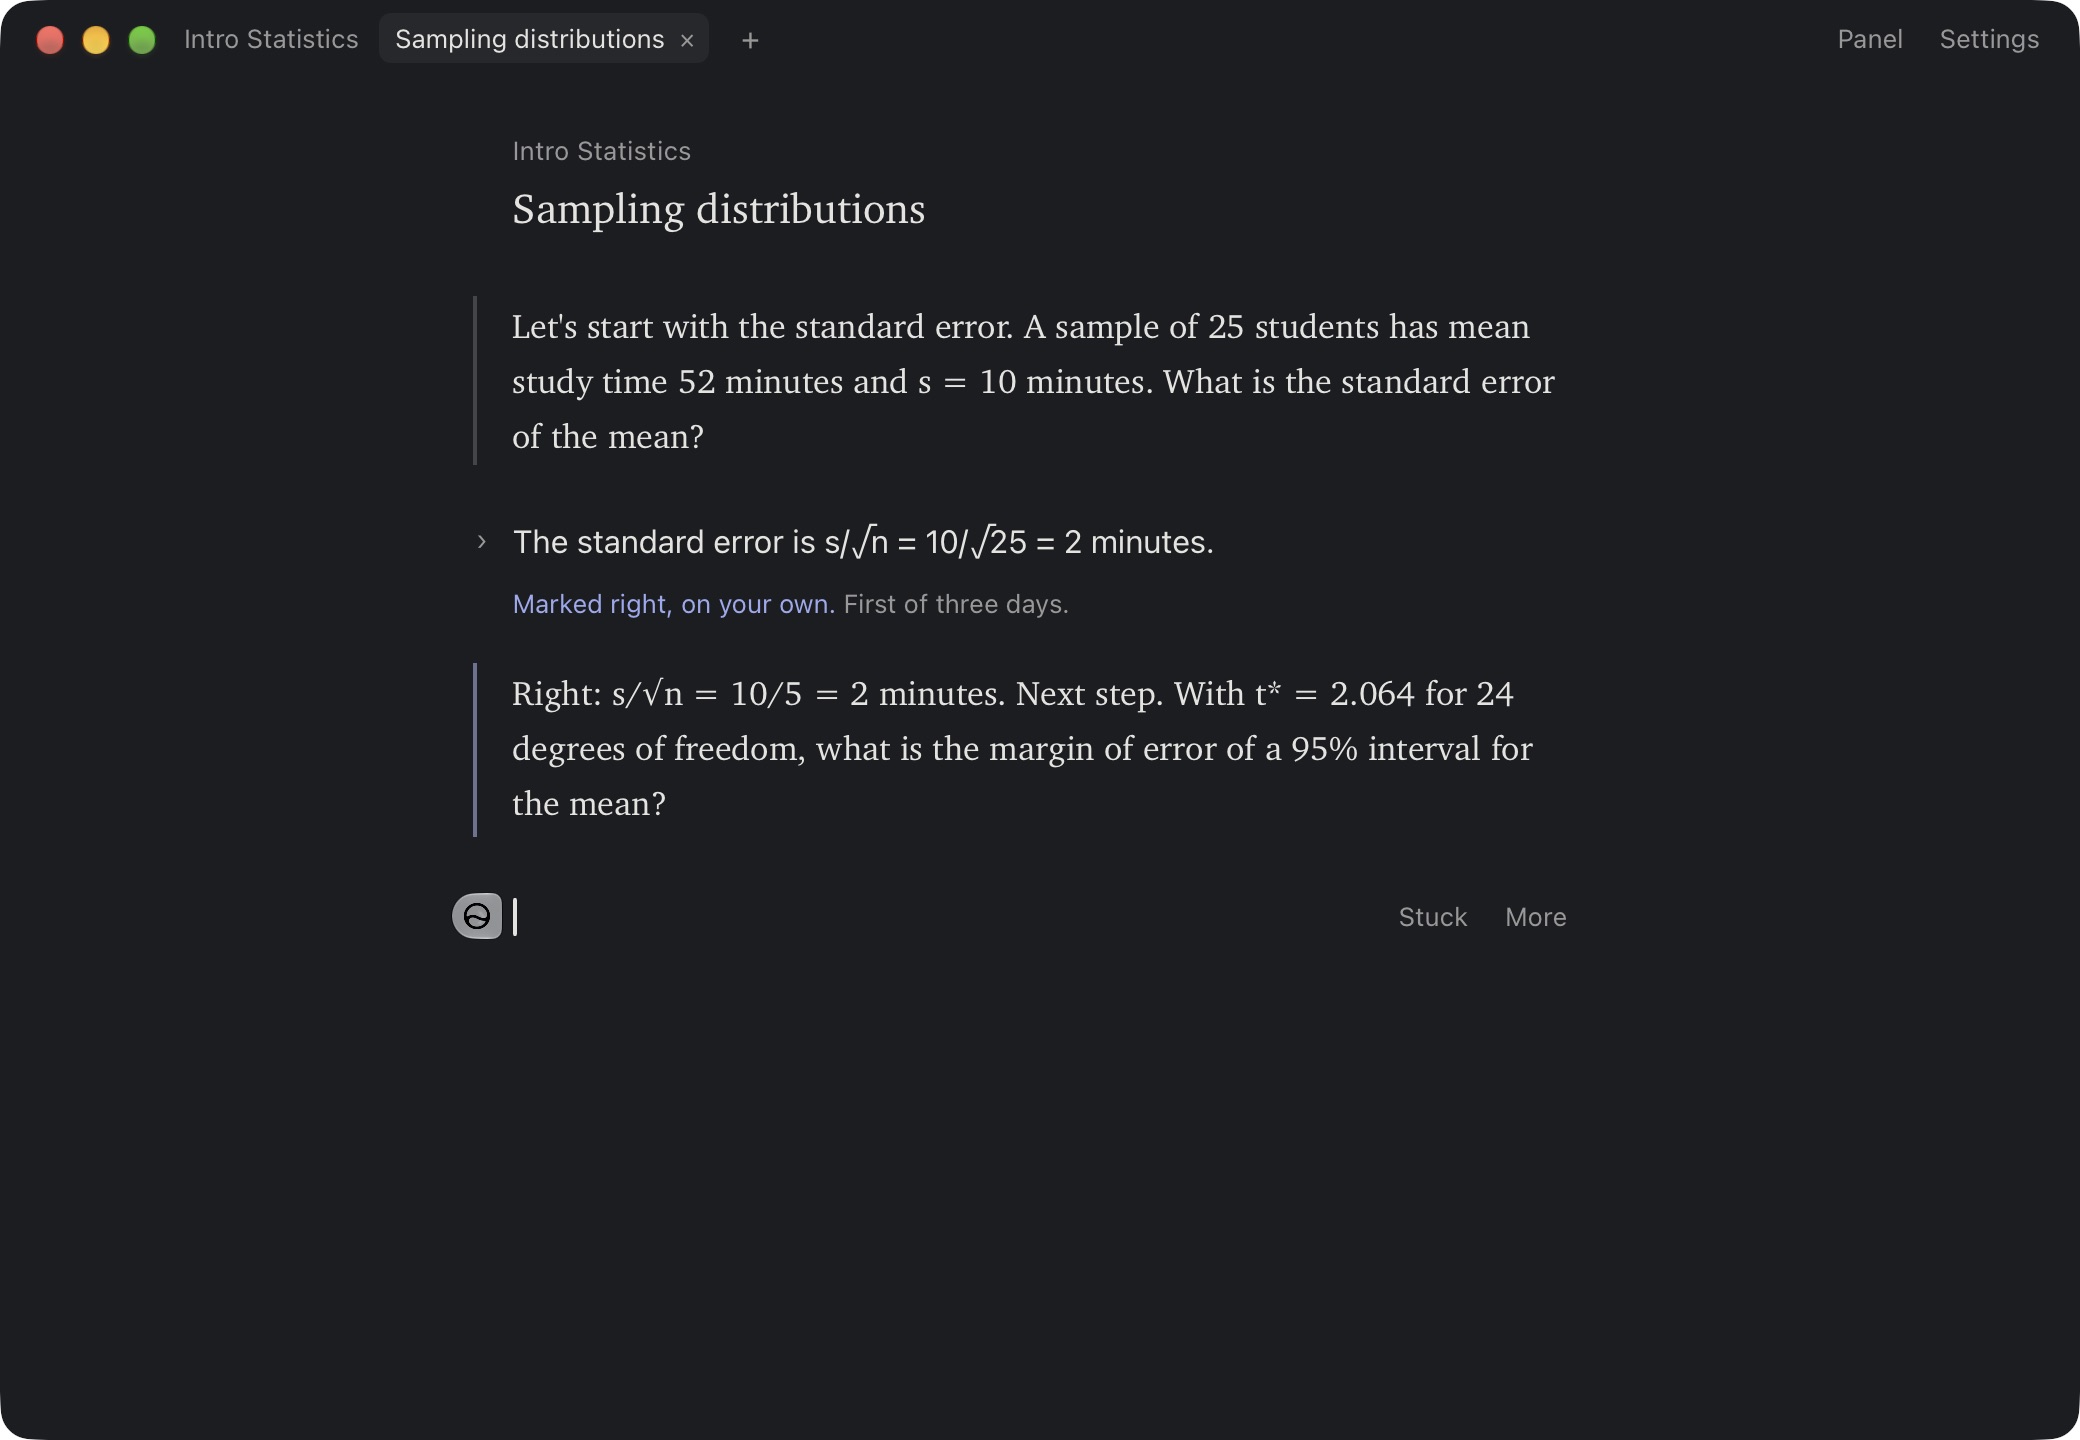 Intro Statistics
Sampling distributions ×
+
Panel
Settings
Intro Statistics
Sampling distributions
Let's start with the standard error. A sample of 25 students has mean
study time 52 minutes and s = 10 minutes. What is the standard error
of the mean?
› The standard error is s/√n = 10/√25 = 2 minutes.
Marked right, on your own. First of three days.
Right: s/√n = 10/5 = 2 minutes. Next step. With t* = 2.064 for 24
degrees of freedom, what is the margin of error of a 95% interval for
the mean?
Stuck
More